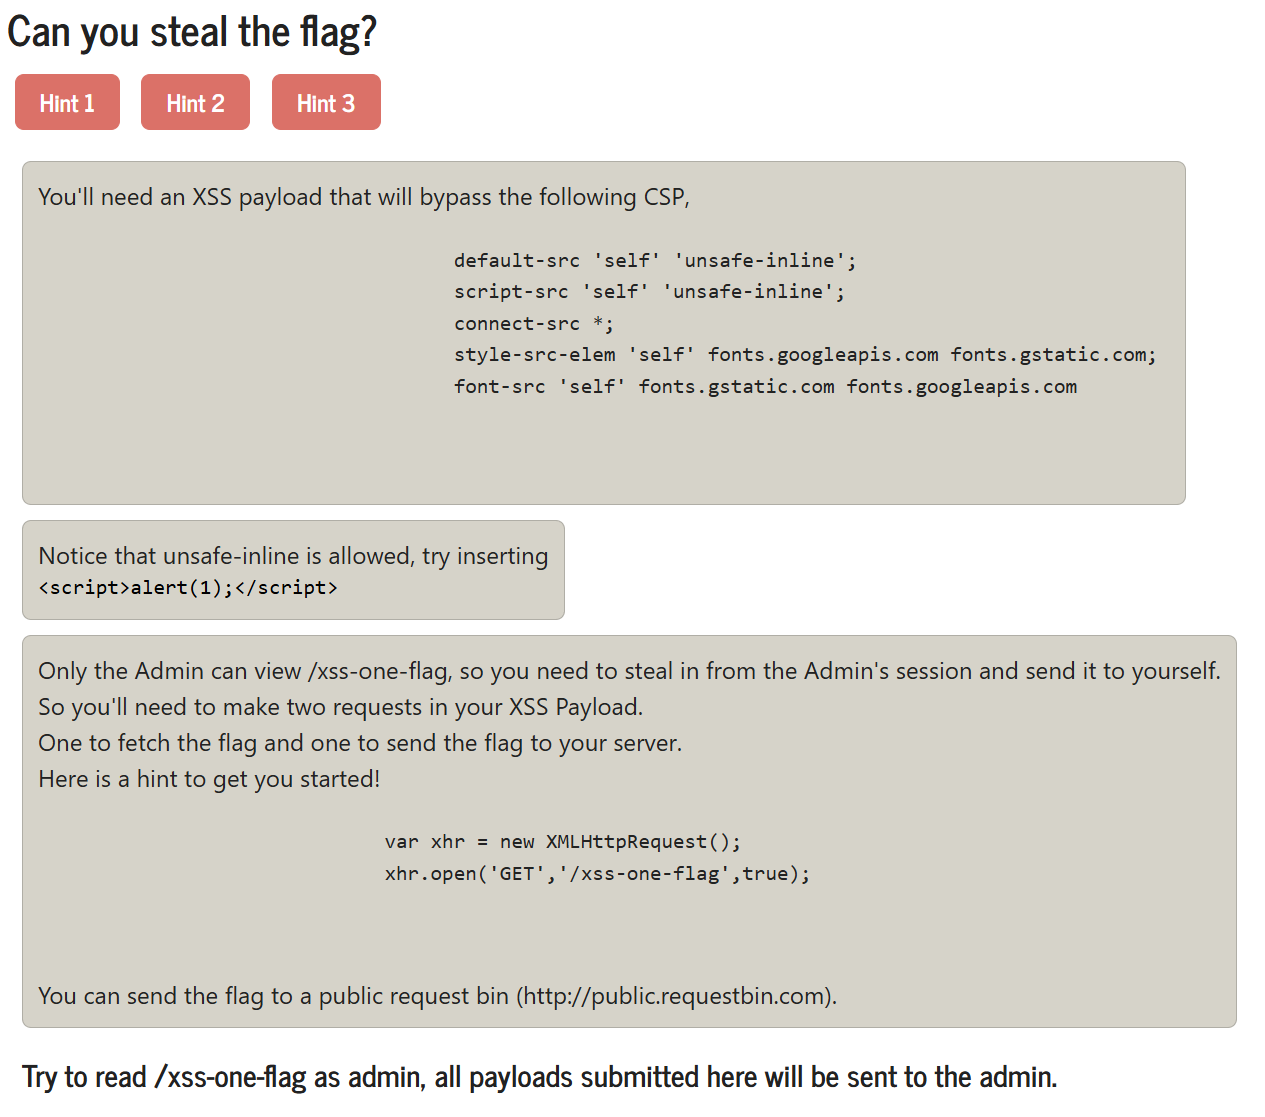 Can you steal the flag?
Hint 1 Hint 2 Hint 3
You'll need an XSS payload that will bypass the following CSP,
default-src 'self' 'unsafe-inline';
script-src 'self' 'unsafe-inline';
connect-src *;
style-src-elem 'self' fonts.googleapis.com fonts.gstatic.com;
font-src 'self' fonts.gstatic.com fonts.googleapis.com
Notice that unsafe-inline is allowed, try inserting
<script>alert(1);</script>
Only the Admin can view /xss-one-flag, so you need to steal in from the Admin's session and send it to yourself.
So you'll need to make two requests in your XSS Payload.
One to fetch the flag and one to send the flag to your server.
Here is a hint to get you started!
var xhr = new XMLHttpRequest();
xhr.open('GET','/xss-one-flag',true);
You can send the flag to a public request bin (http://public.requestbin.com).
Try to read /xss-one-flag as admin, all payloads submitted here will be sent to the admin.